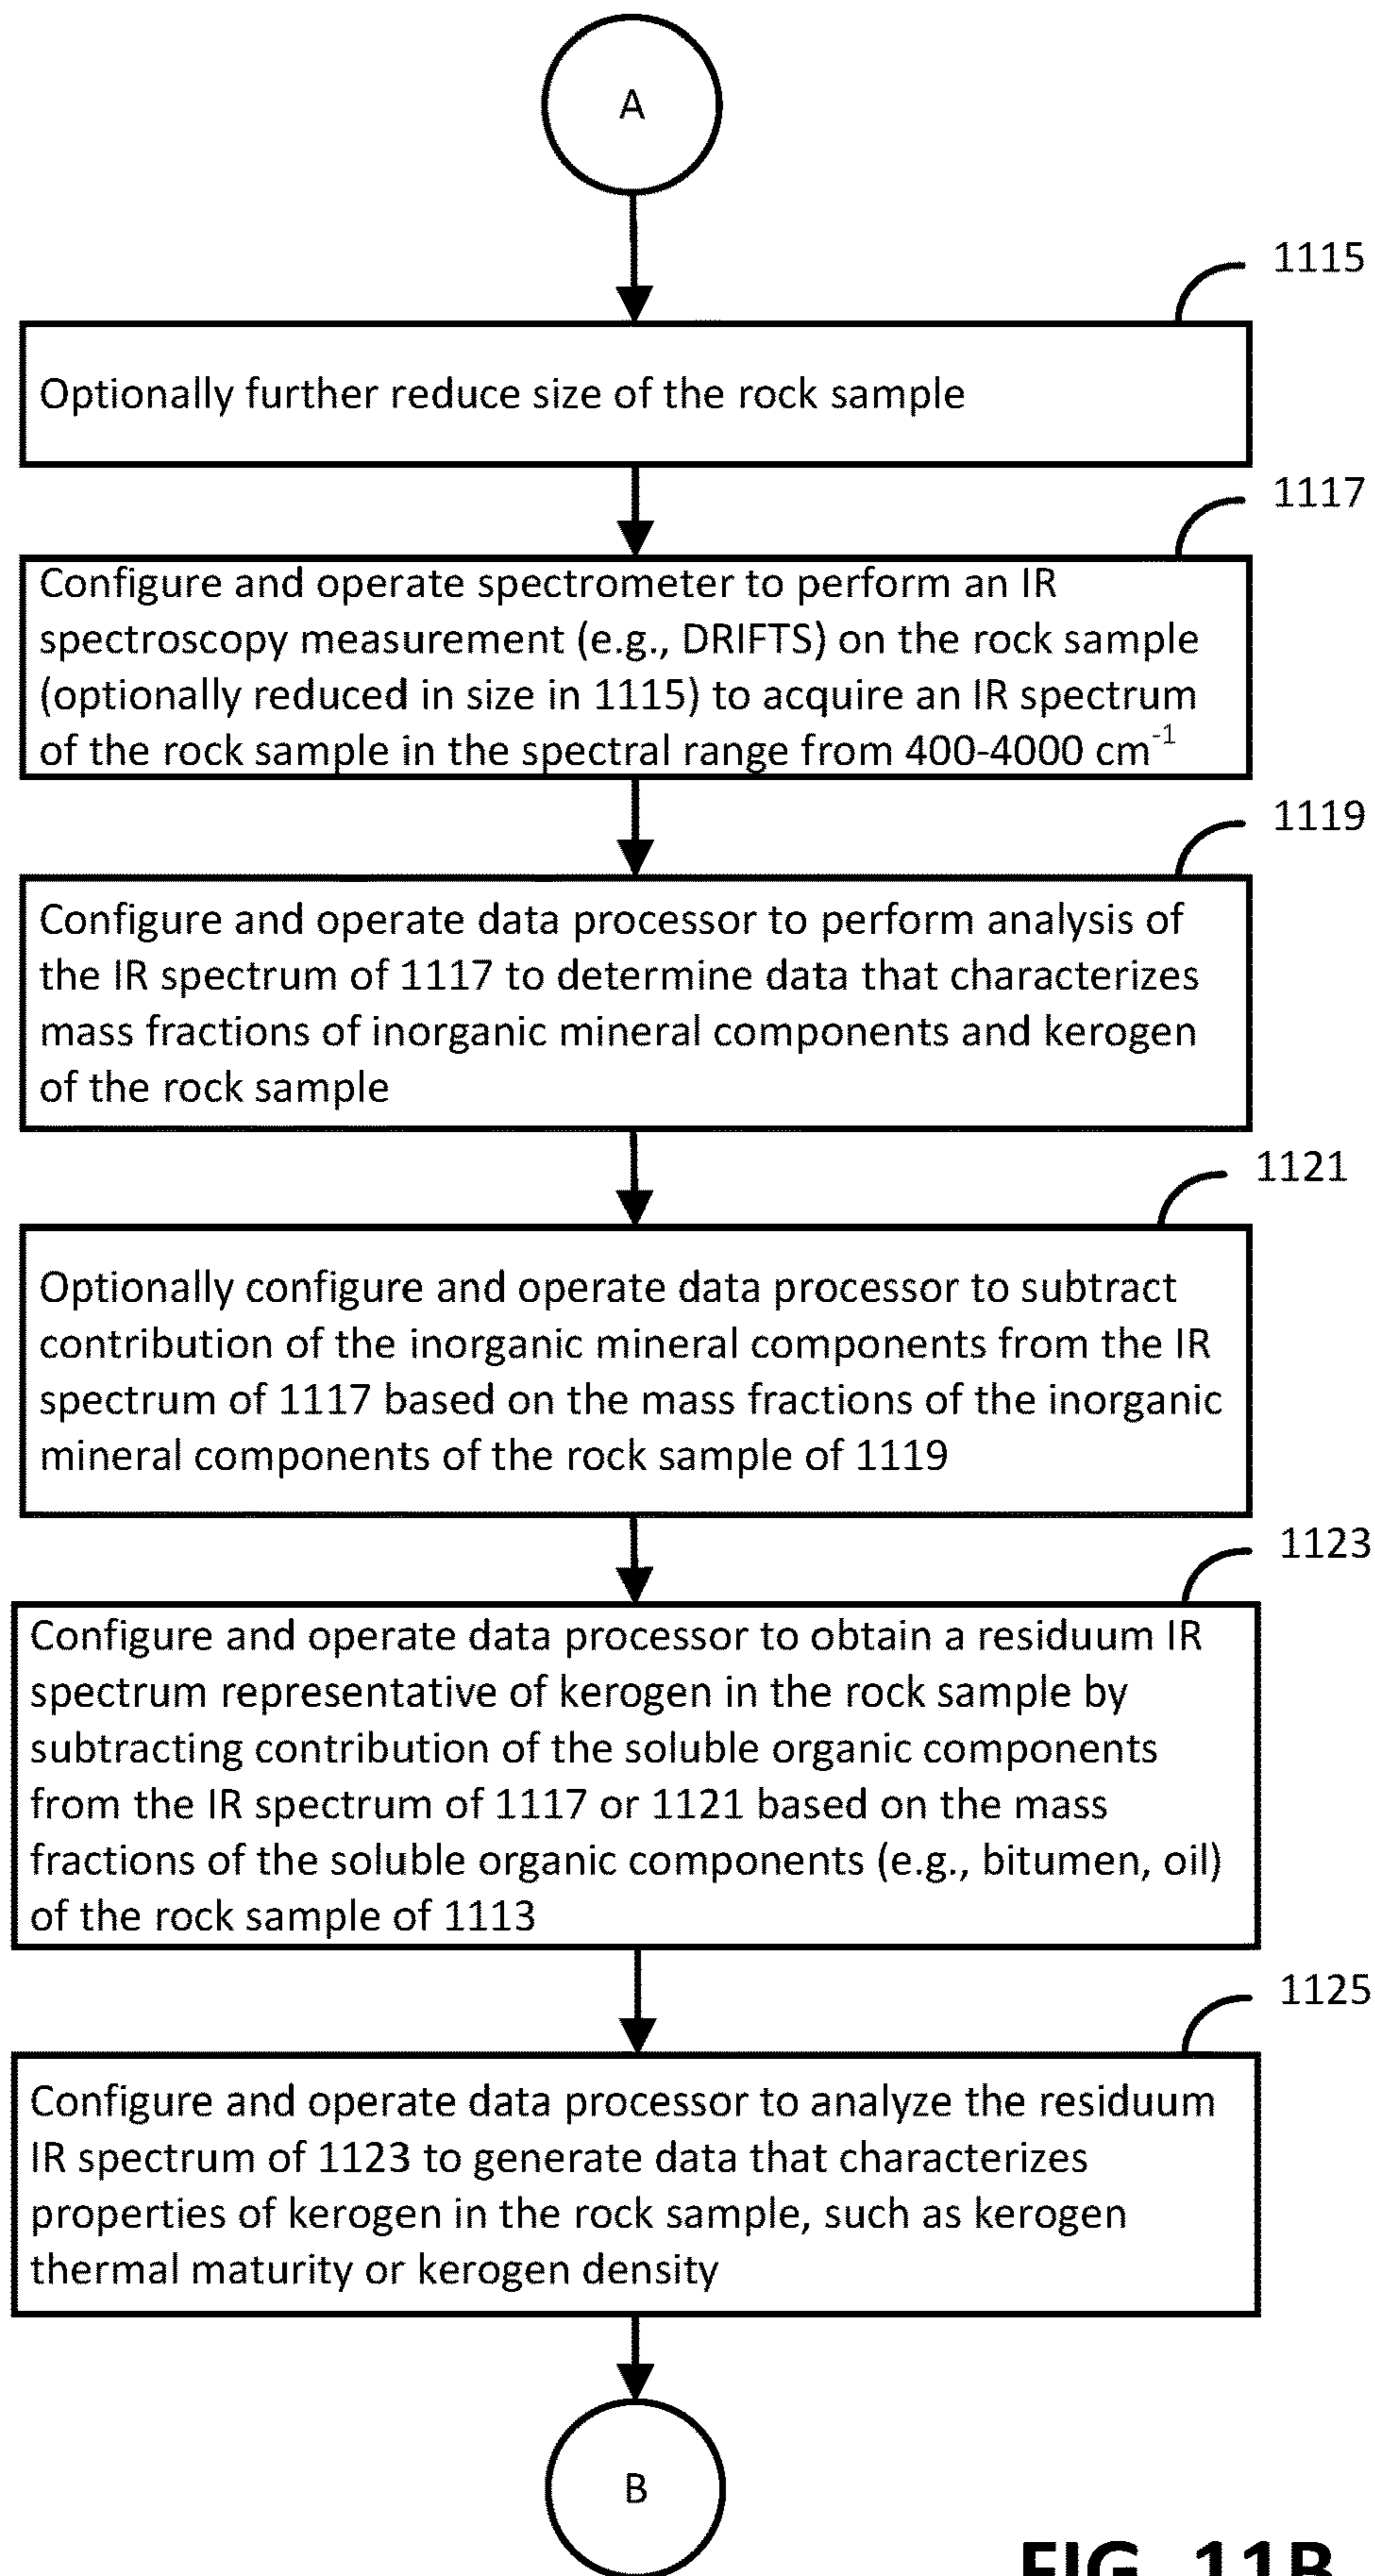 A
1115
Optionally further reduce size of the rock sample
1117
Configure and operate spectrometer to perform an IR
spectroscopy measurement (e.g., DRIFTS) on the rock sample
(optionally reduced in size in 1115) to acquire an IR spectrum
of the rock sample in the spectral range from 400-4000 cm⁻¹
1119
Configure and operate data processor to perform analysis of
the IR spectrum of 1117 to determine data that characterizes
mass fractions of inorganic mineral components and kerogen
of the rock sample
1121
Optionally configure and operate data processor to subtract
contribution of the inorganic mineral components from the IR
spectrum of 1117 based on the mass fractions of the inorganic
mineral components of the rock sample of 1119
1123
Configure and operate data processor to obtain a residuum IR
spectrum representative of kerogen in the rock sample by
subtracting contribution of the soluble organic components
from the IR spectrum of 1117 or 1121 based on the mass
fractions of the soluble organic components (e.g., bitumen, oil)
of the rock sample of 1113
1125
Configure and operate data processor to analyze the residuum
IR spectrum of 1123 to generate data that characterizes
properties of kerogen in the rock sample, such as kerogen
thermal maturity or kerogen density
B
FIG. 11B